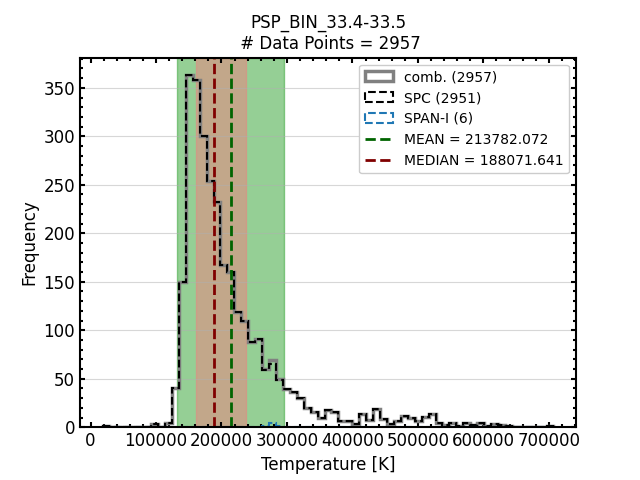 PSP_BIN_33.4-33.5
# Data Points = 2957
comb. (2957)
SPC (2951)
SPAN-I (6)
MEAN = 213782.072
MEDIAN = 188071.641
Frequency
350
300
250
200
150
100
50
0
0 100000 200000 300000 400000 500000 600000 700000
Temperature [K]